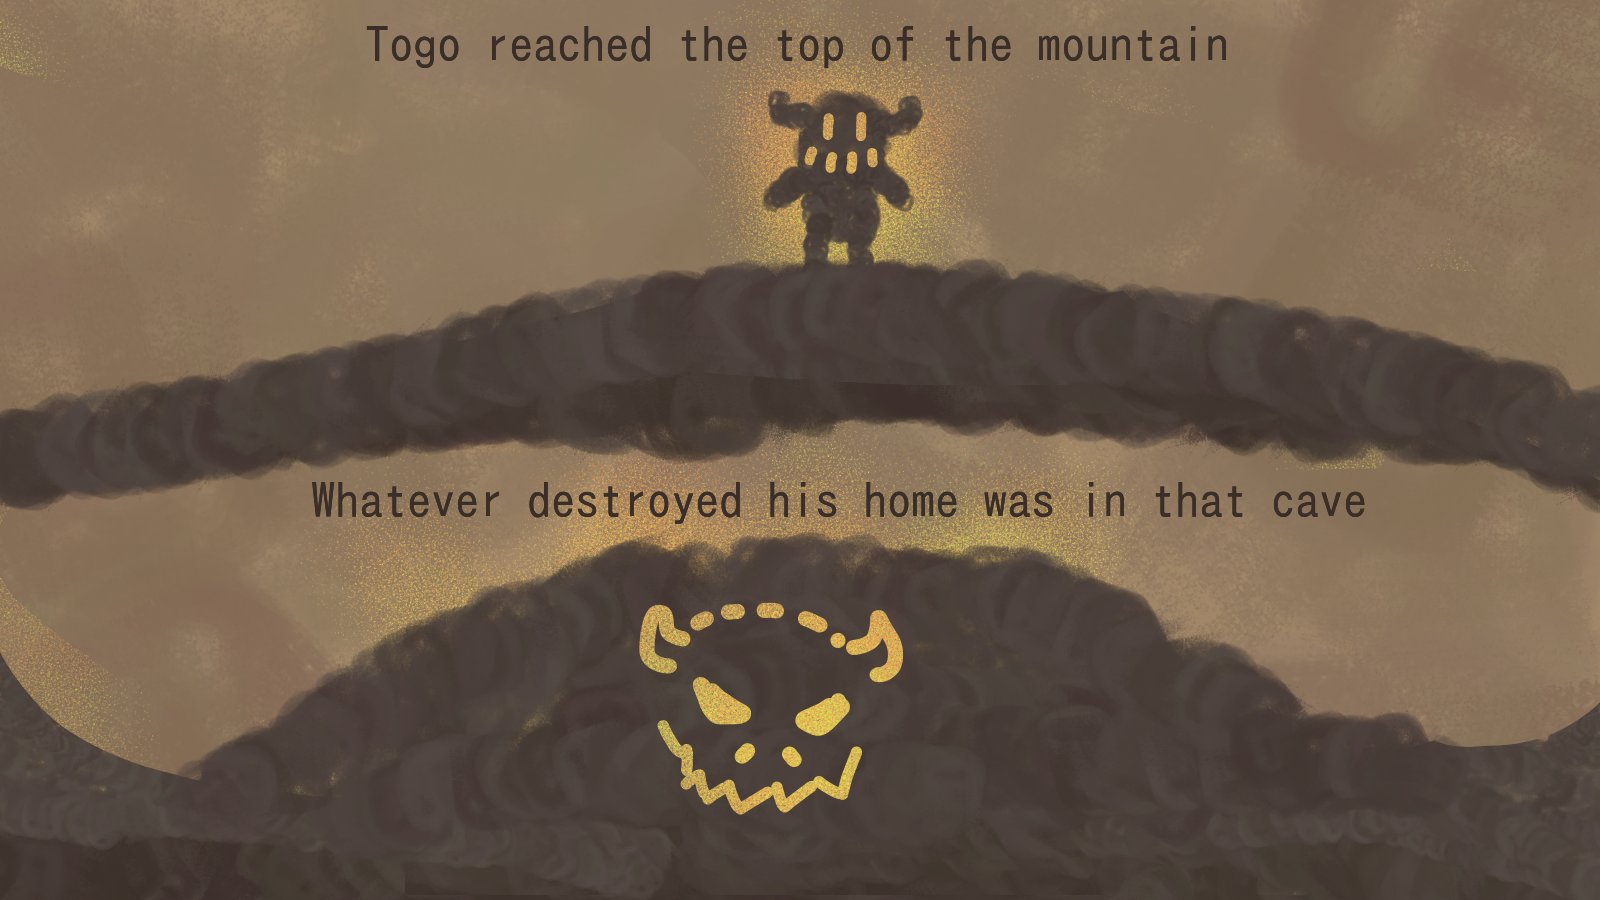 Togo reached the top of the mountain
Whatever destroyed his home was in that cave